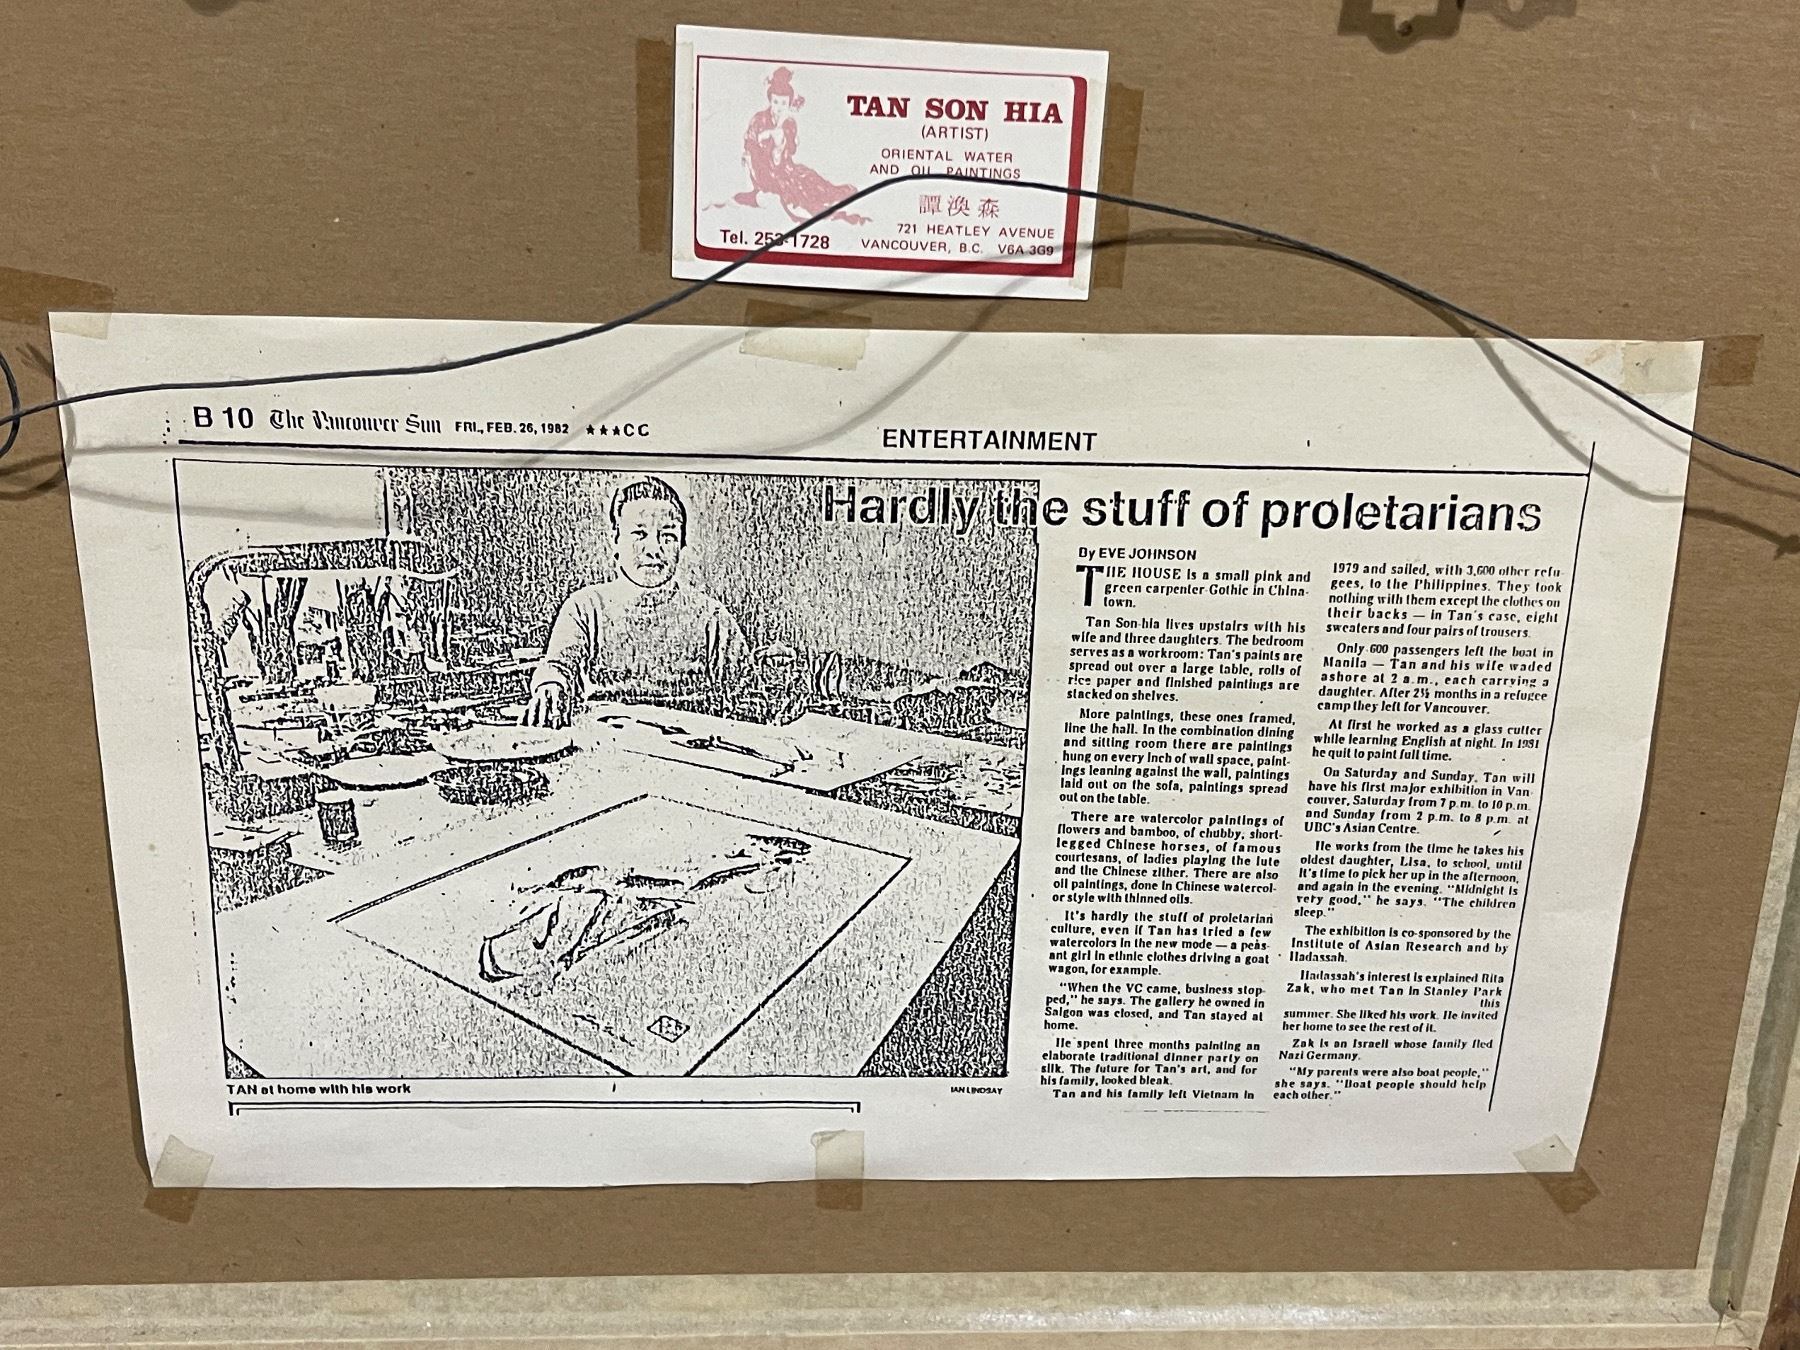 TAN SON HIA
(ARTIST)
ORIENTAL WATER
AND OIL PAINTINGS
譚渙森
721 HEATLEY AVENUE
VANCOUVER, B.C. V6A 3G9
Tel. 253-1728
B 10 The Vancouver Sun FRI., FEB. 26, 1982 ★★★CC
ENTERTAINMENT
Hardly the stuff of proletarians
By EVE JOHNSON
THE HOUSE is a small pink and
green carpenter Gothic in China-
town.
Tan Son-hia lives upstairs with his
wife and three daughters. The bedroom
serves as a workroom: Tan's paints are
spread out over a large table, rolls of
rice paper and finished paintings are
stacked on shelves.
More paintings, these ones framed,
line the hall. In the combination dining
and sitting room there are paintings
hung on every inch of wall space, paint-
ings leaning against the wall, paintings
laid out on the sofa, paintings spread
out on the table.
There are watercolor paintings of
flowers and bamboo, of chubby, short-
legged Chinese horses, of famous
courtesans, of ladies playing the lute
and the Chinese zither. There are also
oil paintings, done in Chinese watercol-
or style with thinned oils.
It's hardly the stuff of proletarian
culture, even if Tan has tried a few
watercolors in the new mode — a peas-
ant girl in ethnic clothes driving a goat
wagon, for example.
"When the VC came, business stop-
ped," he says. The gallery he owned in
Saigon was closed, and Tan stayed at
home.
He spent three months painting an
elaborate traditional dinner party on
silk. The future for Tan's art, and for
his family, looked bleak.
Tan and his family left Vietnam in
1979 and sailed, with 3,600 other refu-
gees, to the Philippines. They took
nothing with them except the clothes on
their backs — in Tan's case, eight
sweaters and four pairs of trousers.
Only 600 passengers left the boat in
Manila — Tan and his wife waded
ashore at 2 a.m., each carrying a
daughter. After 2½ months in a refugee
camp they left for Vancouver.
At first he worked as a glass cutter
while learning English at night. In 1981
he quit to paint full time.
On Saturday and Sunday, Tan will
have his first major exhibition in Van-
couver, Saturday from 7 p.m. to 10 p.m.
and Sunday from 2 p.m. to 8 p.m. at
UBC's Asian Centre.
He works from the time he takes his
oldest daughter, Lisa, to school, until
it's time to pick her up in the afternoon,
and again in the evening. "Midnight is
very good," he says. "The children
sleep."
The exhibition is co-sponsored by the
Institute of Asian Research and by
Hadassah.
Hadassah's interest is explained Rita
Zak, who met Tan in Stanley Park
this
summer. She liked his work. He invited
her home to see the rest of it.
Zak is an Israeli whose family fled
Nazi Germany.
"My parents were also boat people,"
she says. "Boat people should help
each other."
TAN at home with his work
IAN LINDSAY